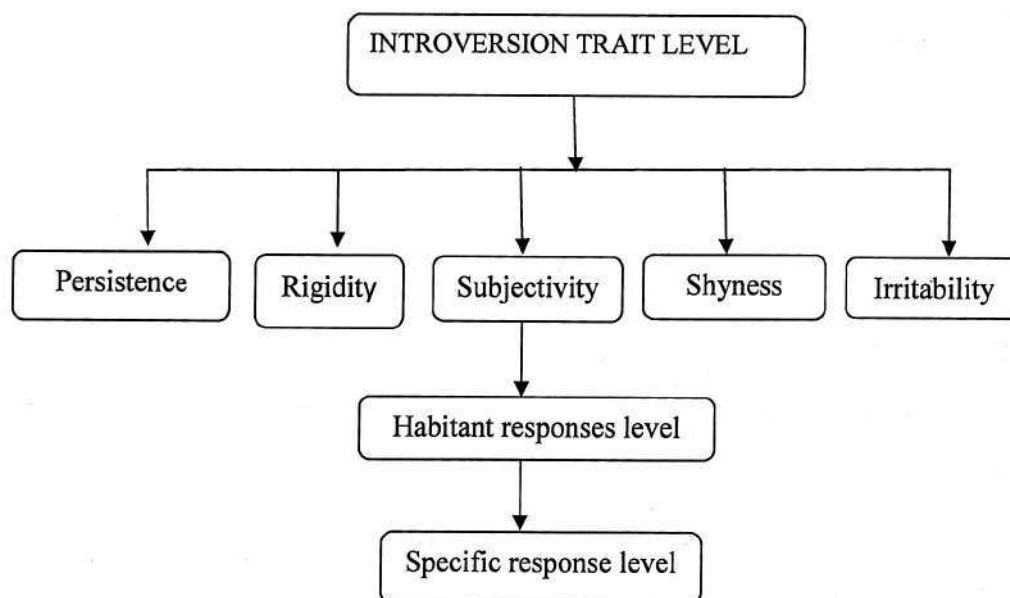 INTROVERSION TRAIT LEVEL
Persistence
Rigidity
Subjectivity
Shyness
Irritability
Habitant responses level
Specific response level